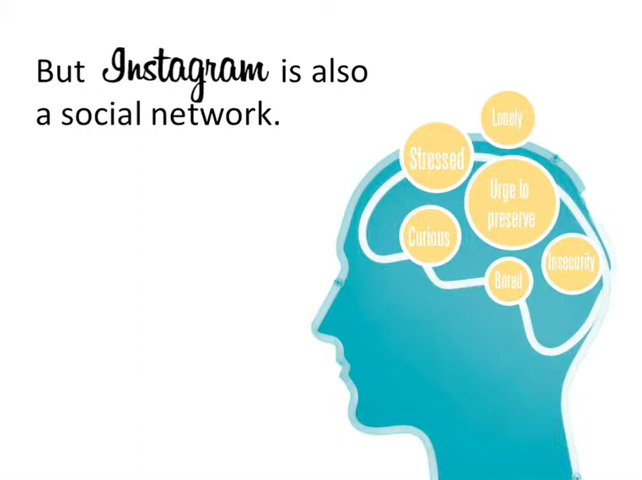 But Instagram is also
a social network.
Lonely
Stressed
Urge to
preserve
Curious
Insecurity
Bored